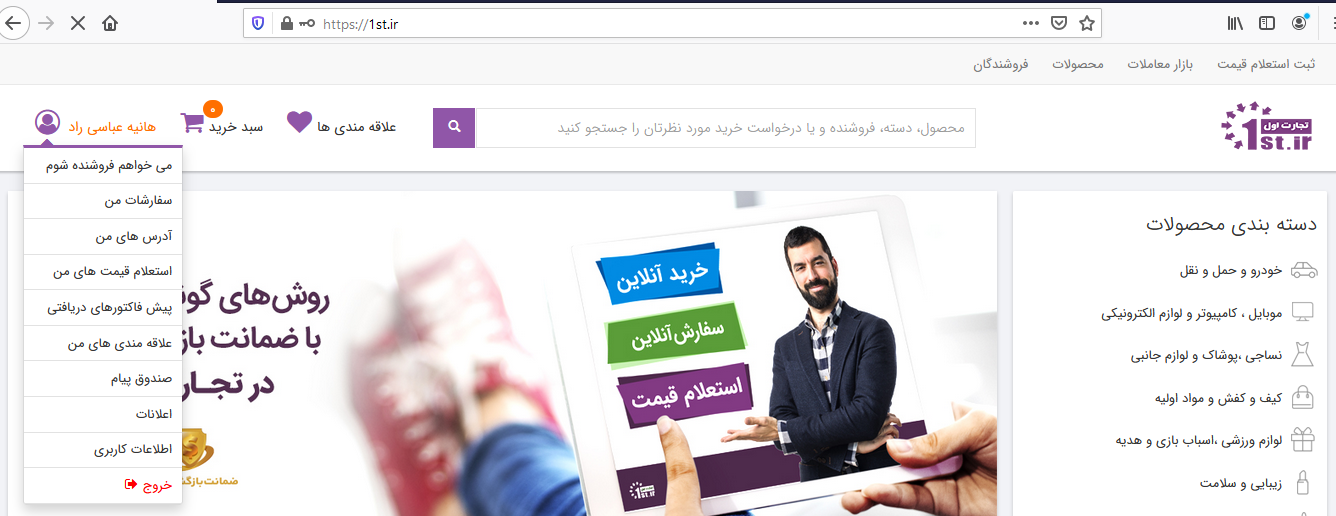 https://1st.ir
ثبت استعلام قیمت
بازار معاملات
محصولات
فروشندگان
تجارت اول
1st.ir
محصول، دسته، فروشنده و یا درخواست خرید مورد نظرتان را جستجو کنید
علاقه مندی ها
سبد خرید
۰
هانیه عباسی راد
می خواهم فروشنده شوم
سفارشات من
آدرس های من
استعلام قیمت های من
پیش فاکتورهای دریافتی
علاقه مندی های من
صندوق پیام
اعلانات
اطلاعات کاربری
خروج
دسته بندی محصولات
خودرو و حمل و نقل
موبایل ، کامپیوتر و لوازم الکترونیکی
نساجی ،پوشاک و لوازم جانبی
کیف و کفش و مواد اولیه
لوازم ورزشی ،اسباب بازی و هدیه
زیبایی و سلامت
خرید آنلاین
سفارش آنلاین
استعلام قیمت
1st.ir
روش‌های
با ضمانت
در
ضمانت